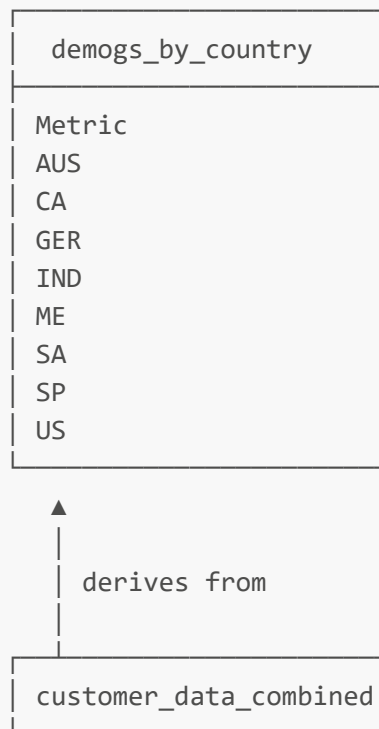 demogs_by_country
Metric
AUS
CA
GER
IND
ME
SA
SP
US
derives from
customer_data_combined